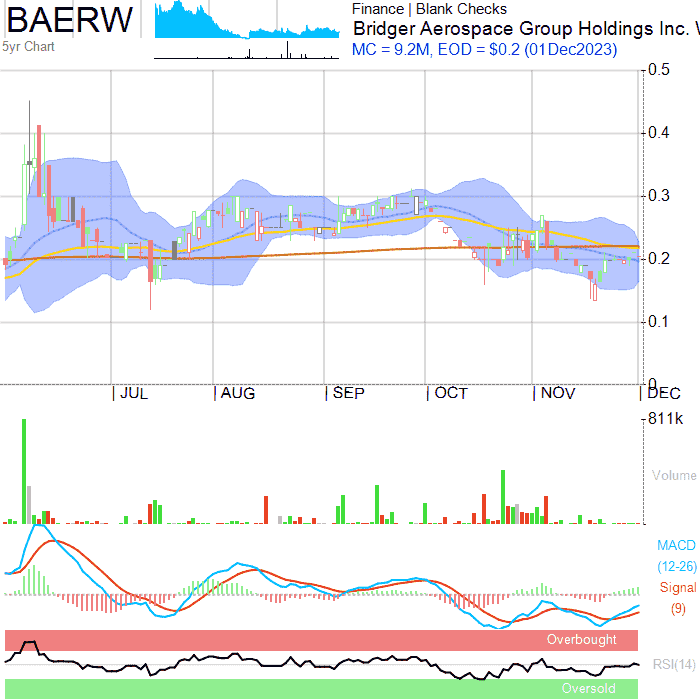 BAERW
5yr Chart
Finance | Blank Checks
Bridger Aerospace Group Holdings Inc. W
MC = 9.2M, EOD = $0.2 (01Dec2023)
0.5
0.4
0.3
0.2
0.1
0
JUL
AUG
SEP
OCT
NOV
DEC
811k
Volume
MACD
(12-26)
Signal
(9)
Overbought
RSI(14)
Oversold